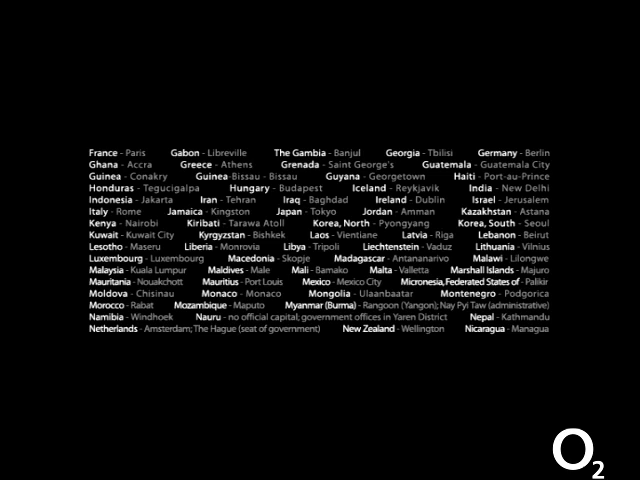 France - Paris Gabon - Libreville The Gambia - Banjul Georgia - Tbilisi Germany - Berlin
Ghana - Accra Greece - Athens Grenada - Saint George's Guatemala - Guatemala City
Guinea - Conakry Guinea-Bissau - Bissau Guyana - Georgetown Haiti - Port-au-Prince
Honduras - Tegucigalpa Hungary - Budapest Iceland - Reykjavik India - New Delhi
Indonesia - Jakarta Iran - Tehran Iraq - Baghdad Ireland - Dublin Israel - Jerusalem
Italy - Rome Jamaica - Kingston Japan - Tokyo Jordan - Amman Kazakhstan - Astana
Kenya - Nairobi Kiribati - Tarawa Atoll Korea, North - Pyongyang Korea, South - Seoul
Kuwait - Kuwait City Kyrgyzstan - Bishkek Laos - Vientiane Latvia - Riga Lebanon - Beirut
Lesotho - Maseru Liberia - Monrovia Libya - Tripoli Liechtenstein - Vaduz Lithuania - Vilnius
Luxembourg - Luxembourg Macedonia - Skopje Madagascar - Antananarivo Malawi - Lilongwe
Malaysia - Kuala Lumpur Maldives - Male Mali - Bamako Malta - Valletta Marshall Islands - Majuro
Mauritania - Nouakchott Mauritius - Port Louis Mexico - Mexico City Micronesia, Federated States of - Palikir
Moldova - Chisinau Monaco - Monaco Mongolia - Ulaanbaatar Montenegro - Podgorica
Morocco - Rabat Mozambique - Maputo Myanmar (Burma) - Rangoon (Yangon); Nay Pyi Taw (administrative)
Namibia - Windhoek Nauru - no official capital; government offices in Yaren District Nepal - Kathmandu
Netherlands - Amsterdam; The Hague (seat of government) New Zealand - Wellington Nicaragua - Managua
O2